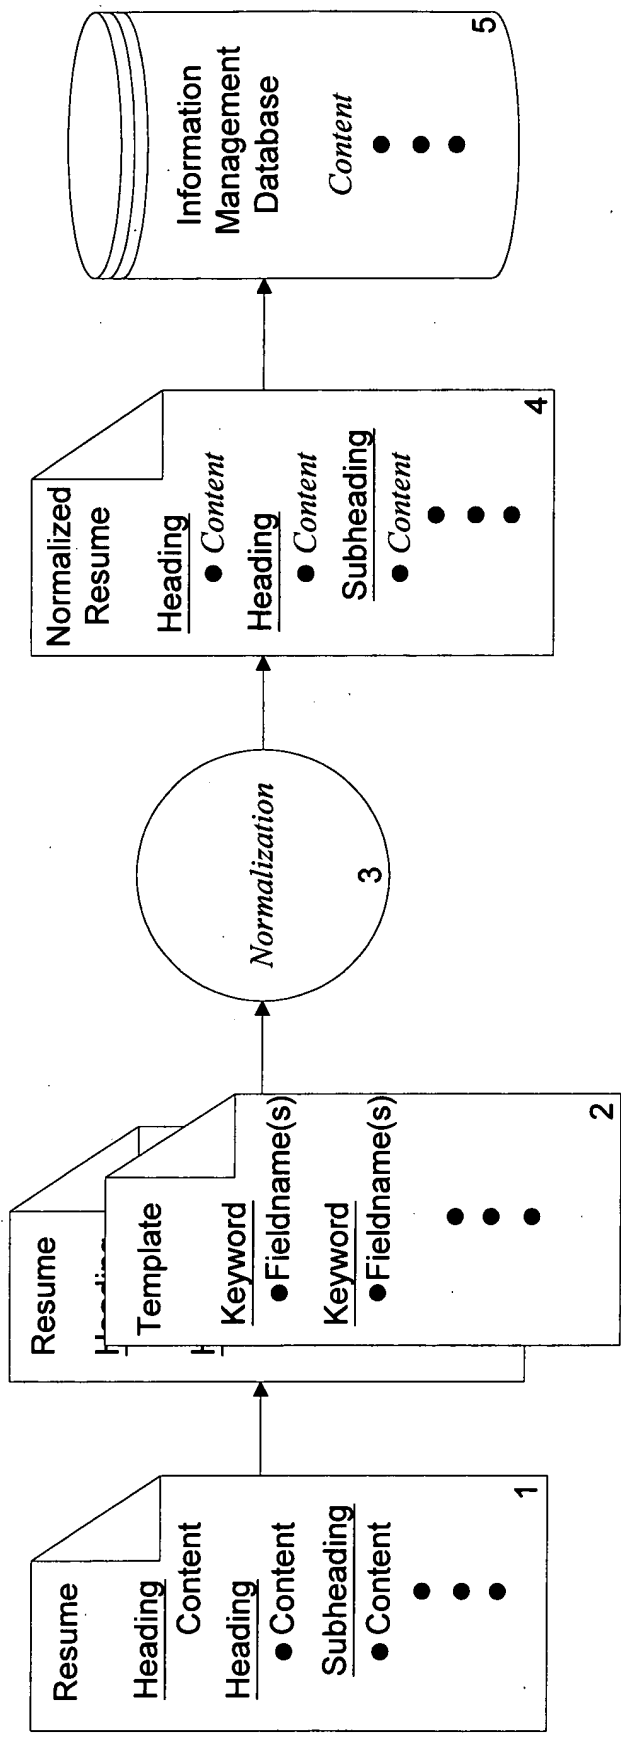 Resume
Heading
Content
Heading
● Content
Subheading
● Content
● ● ●
1
Resume
Template
Keyword
●Fieldname(s)
Keyword
●Fieldname(s)
● ● ●
2
Normalization
3
Normalized
Resume
Heading
● Content
Heading
● Content
Subheading
● Content
● ● ●
4
Information
Management
Database
Content
● ● ●
5